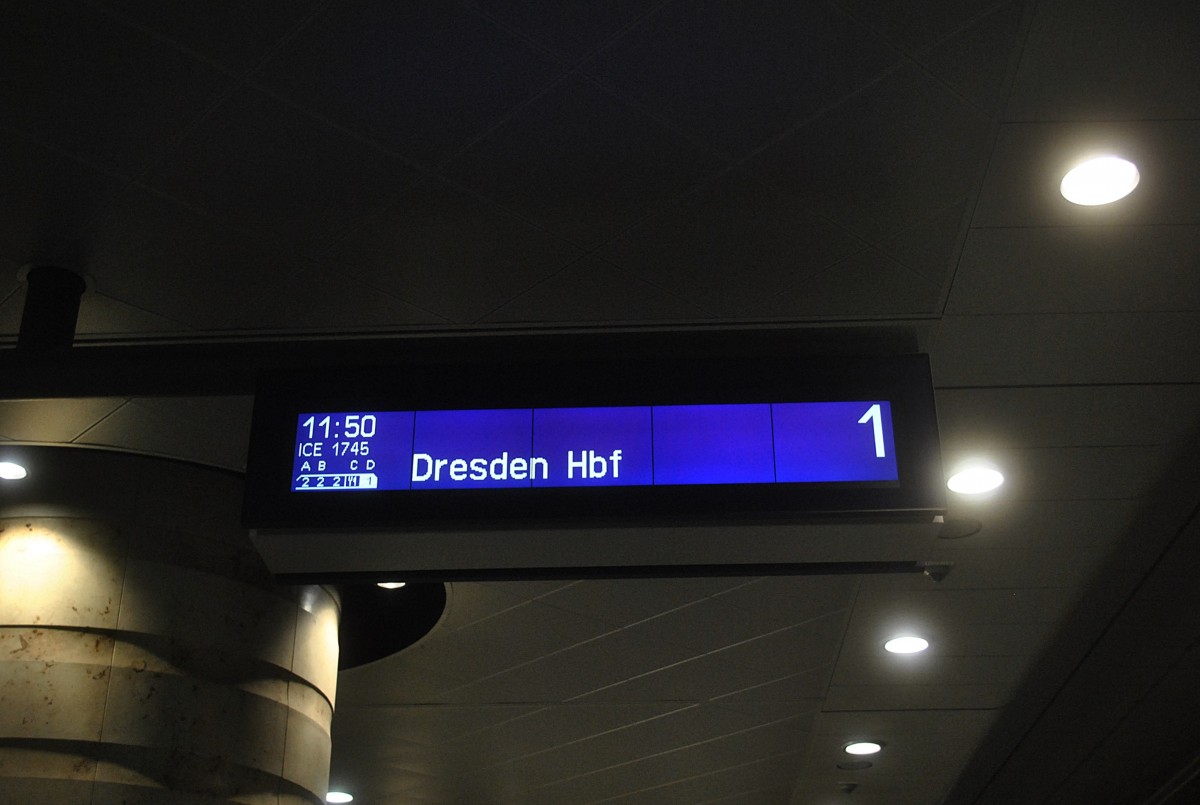 11:50
ICE 1745
A B C D
2 2 2 1
Dresden Hbf
1